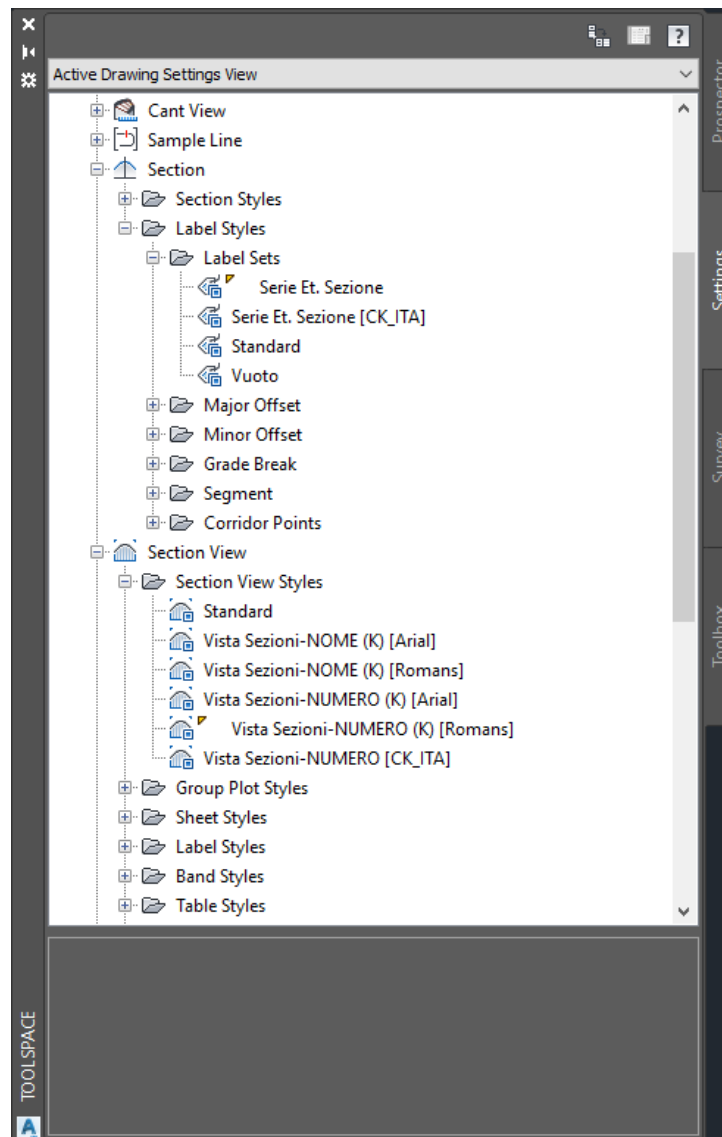 Active Drawing Settings View
Cant View
Sample Line
Section
Section Styles
Label Styles
Label Sets
Serie Et. Sezione
Serie Et. Sezione [CK_ITA]
Standard
Vuoto
Major Offset
Minor Offset
Grade Break
Segment
Corridor Points
Section View
Section View Styles
Standard
Vista Sezioni-NOME (K) [Arial]
Vista Sezioni-NOME (K) [Romans]
Vista Sezioni-NUMERO (K) [Arial]
Vista Sezioni-NUMERO (K) [Romans]
Vista Sezioni-NUMERO [CK_ITA]
Group Plot Styles
Sheet Styles
Label Styles
Band Styles
Table Styles
Prospector
Settings
Survey
Toolbox
TOOLSPACE